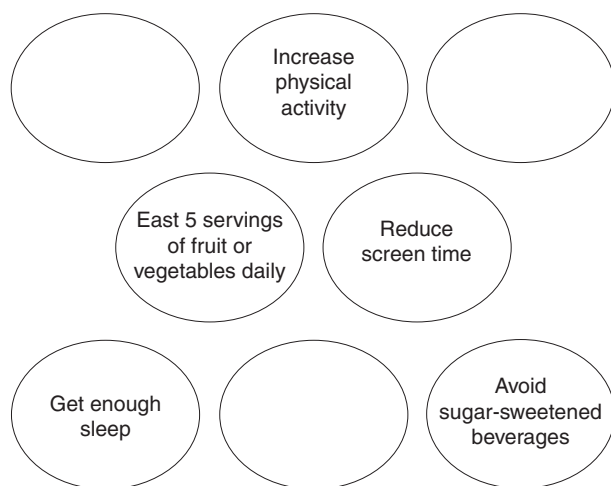 Increase
physical
activity
East 5 servings
of fruit or
vegetables daily
Reduce
screen time
Get enough
sleep
Avoid
sugar-sweetened
beverages